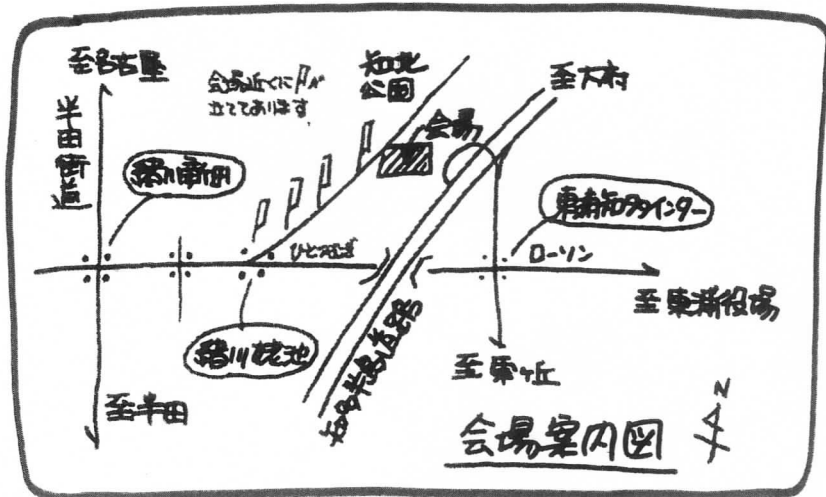 至名古屋
半田街道
会場近くに旗が
立ててあります。
知北
公園
会場
至大府
緒川新田
東浦知多インター
ひとつぶだ
ローソン
至東浦役場
緒川 池
知多半島道路
至東ヶ丘
至半田
会場案内図
N